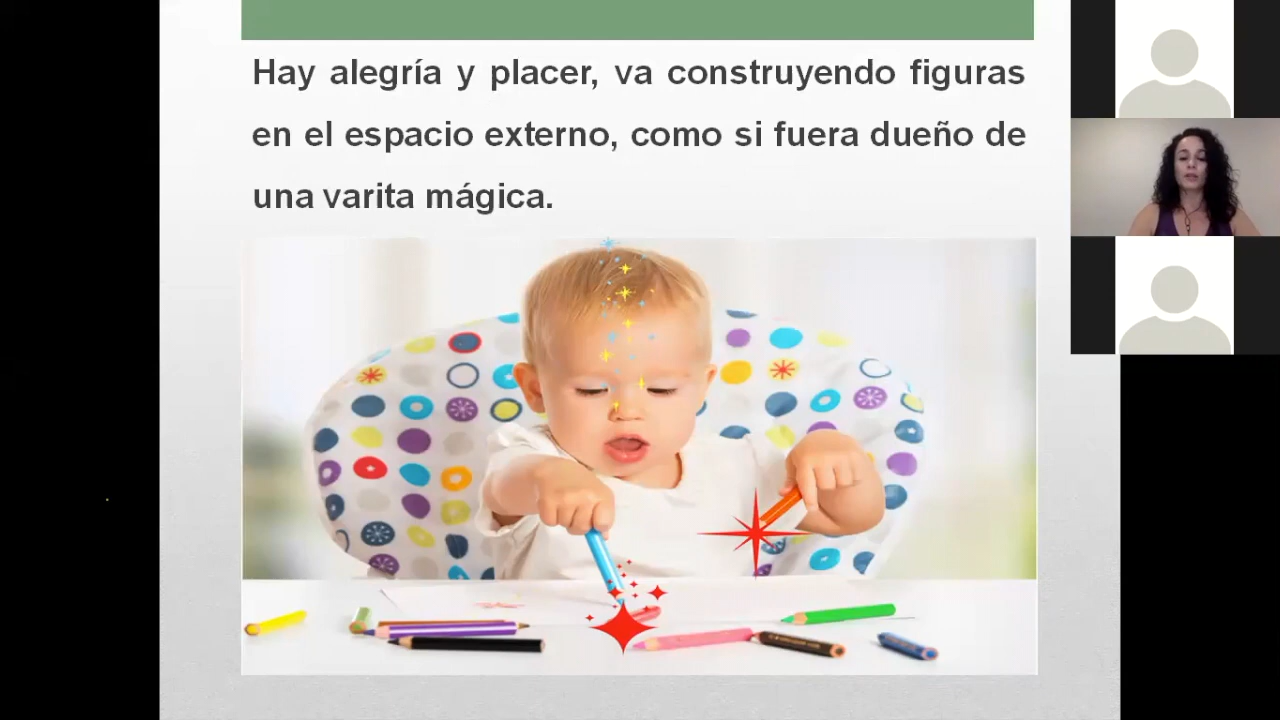 Hay alegría y placer, va construyendo figuras
en el espacio externo, como si fuera dueño de
una varita mágica.